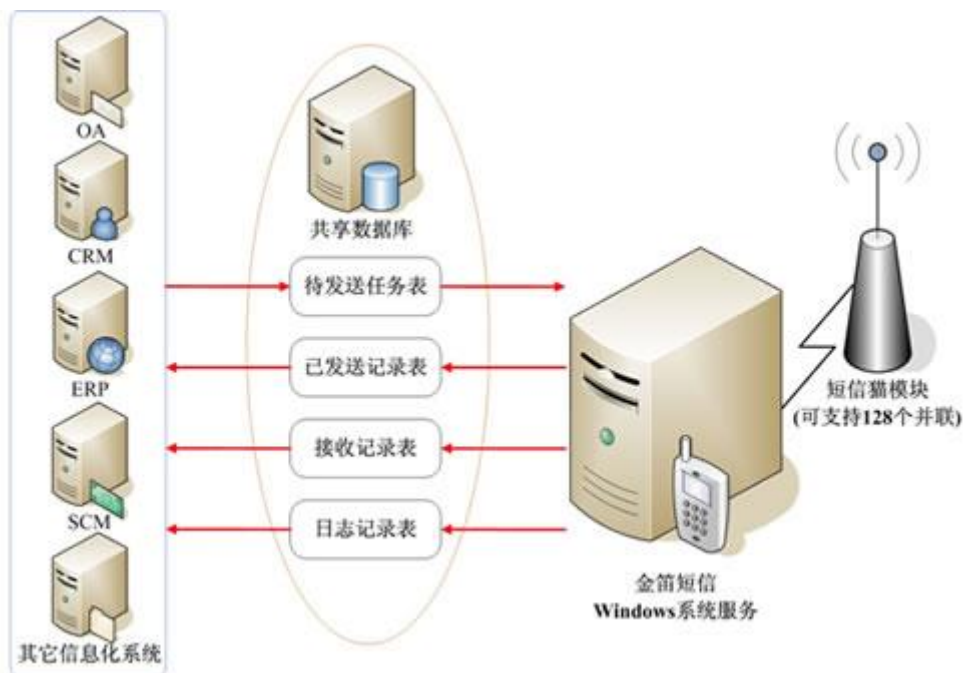 OA
CRM
ERP
SCM
其它信息化系统
共享数据库
待发送任务表
已发送记录表
接收记录表
日志记录表
金笛短信
Windows系统服务
短信猫模块
(可支持128个并联)